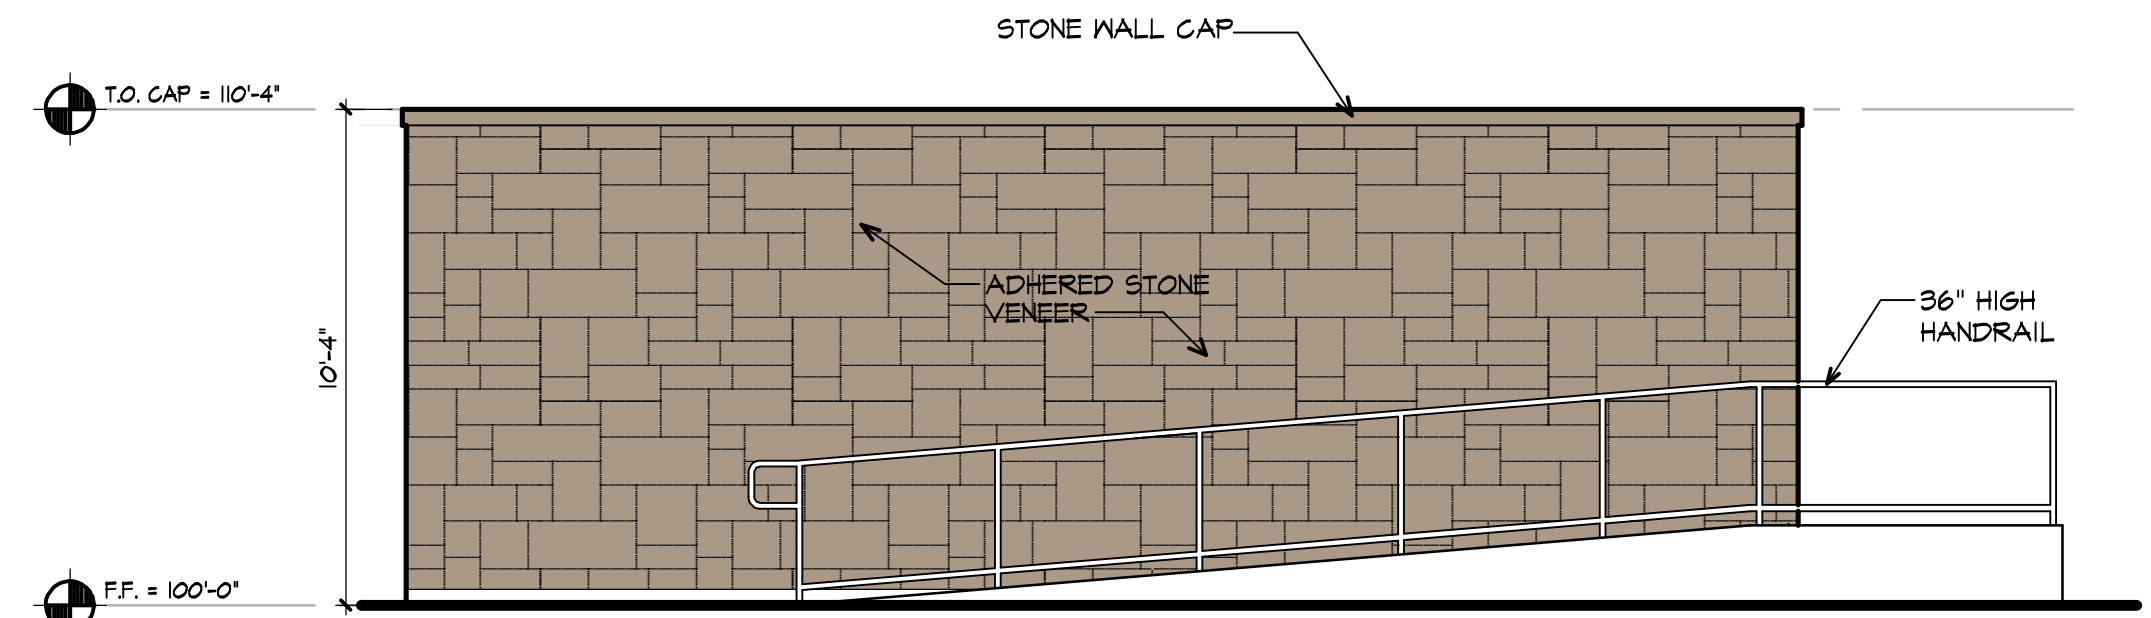 STONE WALL CAP
T.O. CAP = 110'-4"
ADHERED STONE
VENEER
36" HIGH
HANDRAIL
10'-4"
F.F. = 100'-0"